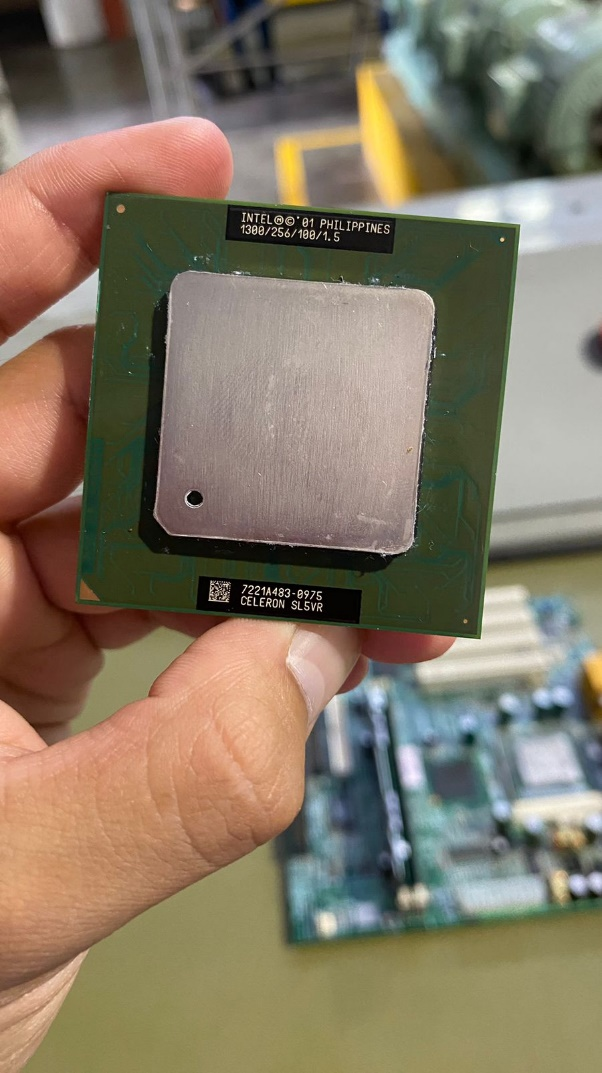 INTEL®©'01 PHILIPPINES
1300/256/100/1.5
7221A483-0975
CELERON SL5VR